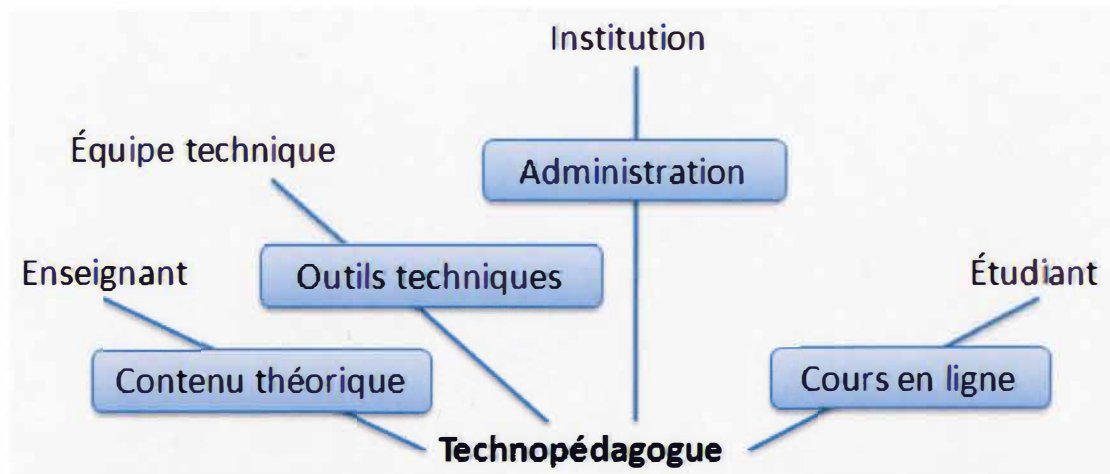 Institution
Équipe technique
Administration
Enseignant
Outils techniques
Étudiant
Contenu théorique
Cours en ligne
Technopédagogue